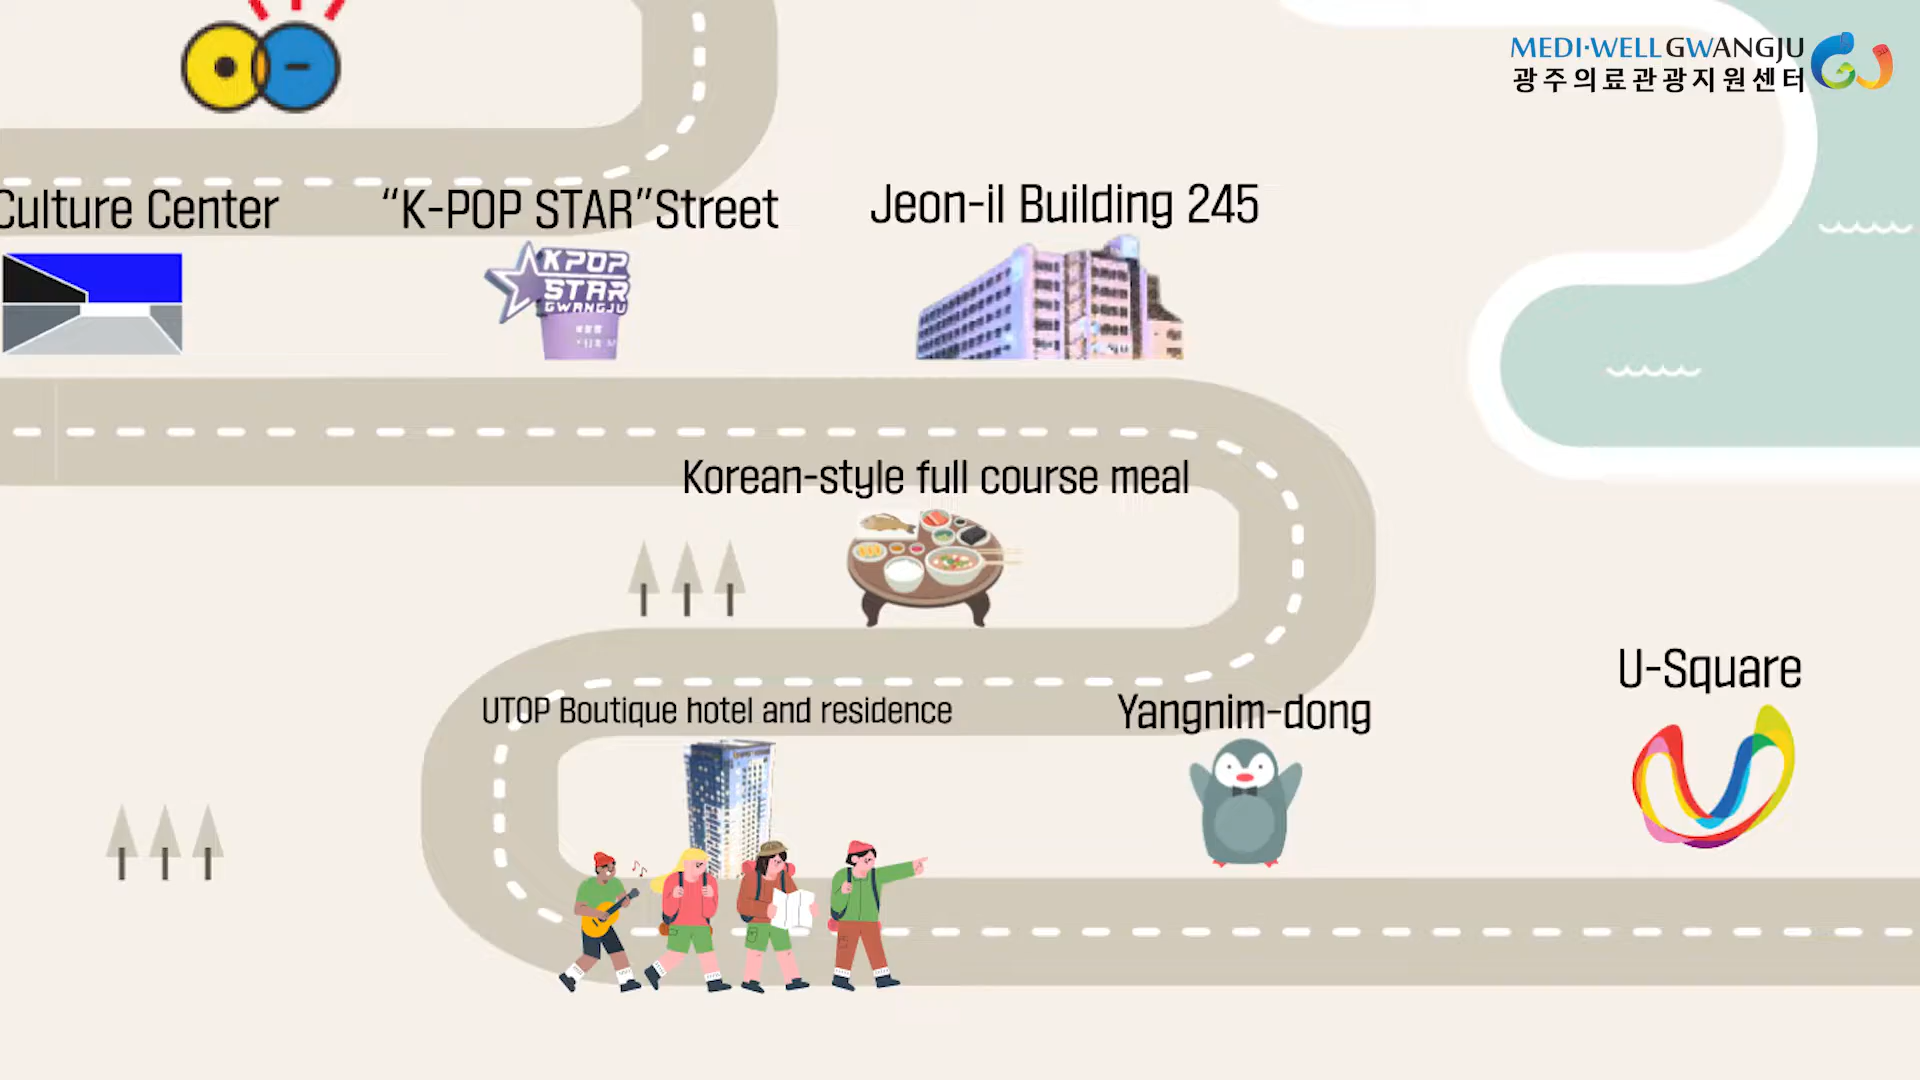 MEDI·WELL GWANGJU
광주의료관광지원센터
Culture Center
“K-POP STAR”Street
Jeon-il Building 245
KPOP
STAR
GWANGJU
Korean-style full course meal
U-Square
UTOP Boutique hotel and residence
Yangnim-dong